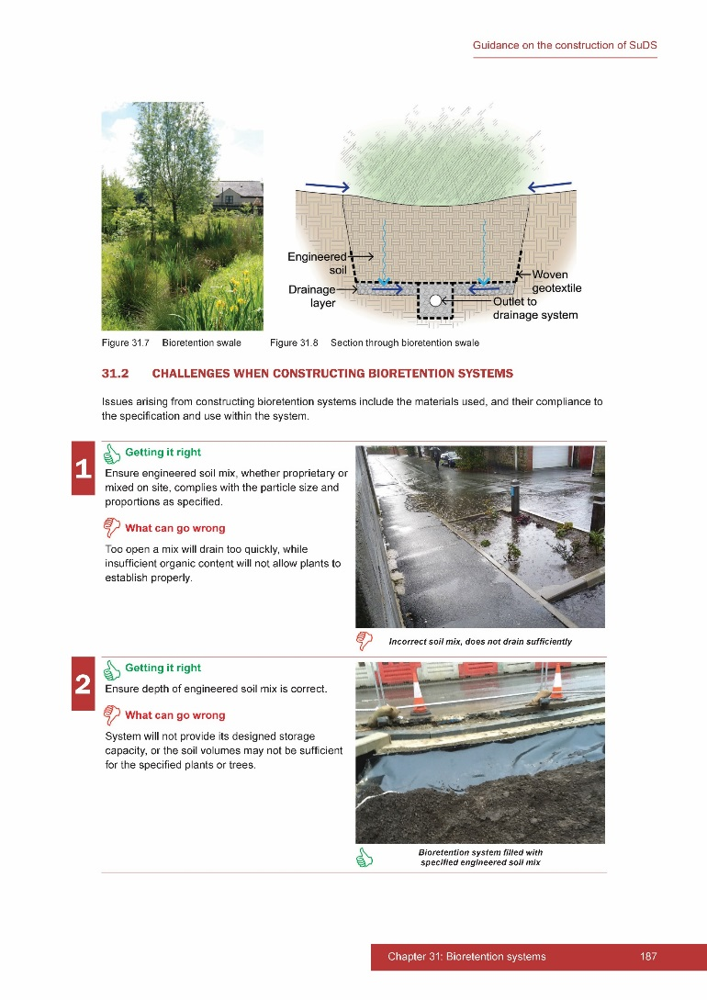 Guidance on the construction of SuDS
Engineered
soil
Drainage
layer
Woven
geotextile
Outlet to
drainage system
Figure 31.7 Bioretention swale
Figure 31.8 Section through bioretention swale
31.2 CHALLENGES WHEN CONSTRUCTING BIORETENTION SYSTEMS
Issues arising from constructing bioretention systems include the materials used, and their compliance to
the specification and use within the system.
1
Getting it right
Ensure engineered soil mix, whether proprietary or
mixed on site, complies with the particle size and
proportions as specified.
What can go wrong
Too open a mix will drain too quickly, while
insufficient organic content will not allow plants to
establish properly.
Incorrect soil mix, does not drain sufficiently
2
Getting it right
Ensure depth of engineered soil mix is correct.
What can go wrong
System will not provide its designed storage
capacity, or the soil volumes may not be sufficient
for the specified plants or trees.
Bioretention system filled with
specified engineered soil mix
Chapter 31: Bioretention systems 187